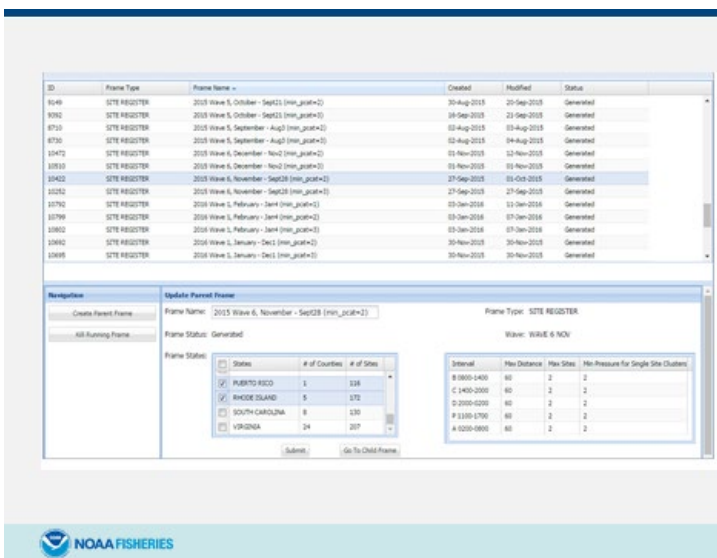 ID Frame Type Frame Name Created Modified Status
9149 SITE REGISTER 2015 Wave 5, October - Sept21 (min_pcat=2) 30-Aug-2015 20-Sep-2015 Generated
9392 SITE REGISTER 2015 Wave 5, October - Sept21 (min_pcat=3) 16-Sep-2015 21-Sep-2015 Generated
8710 SITE REGISTER 2015 Wave 5, September - Aug3 (min_pcat=2) 02-Aug-2015 03-Aug-2015 Generated
8730 SITE REGISTER 2015 Wave 5, September - Aug3 (min_pcat=3) 02-Aug-2015 04-Aug-2015 Generated
10472 SITE REGISTER 2015 Wave 6, December - Nov2 (min_pcat=2) 01-Nov-2015 12-Nov-2015 Generated
10510 SITE REGISTER 2015 Wave 6, December - Nov2 (min_pcat=3) 01-Nov-2015 01-Nov-2015 Generated
10422 SITE REGISTER 2015 Wave 6, November - Sept28 (min_pcat=2) 27-Sep-2015 01-Oct-2015 Generated
10252 SITE REGISTER 2015 Wave 6, November - Sept28 (min_pcat=3) 27-Sep-2015 27-Sep-2015 Generated
10792 SITE REGISTER 2016 Wave 1, February - Jan4 (min_pcat=1) 03-Jan-2016 11-Jan-2016 Generated
10799 SITE REGISTER 2016 Wave 1, February - Jan4 (min_pcat=2) 03-Jan-2016 07-Jan-2016 Generated
10802 SITE REGISTER 2016 Wave 1, February - Jan4 (min_pcat=3) 03-Jan-2016 07-Jan-2016 Generated
10692 SITE REGISTER 2016 Wave 1, January - Dec1 (min_pcat=2) 30-Nov-2015 30-Nov-2015 Generated
10695 SITE REGISTER 2016 Wave 1, January - Dec1 (min_pcat=3) 30-Nov-2015 30-Nov-2015 Generated
Navigation
Create Parent Frame
Kill Running Frame
Update Parent Frame
Frame Name: 2015 Wave 6, November - Sept28 (min_pcat=2) Frame Type: SITE REGISTER
Frame Status: Generated Wave: WAVE 6 NOV
Frame States:
States # of Counties # of Sites
PUERTO RICO 1 116
RHODE ISLAND 5 172
SOUTH CAROLINA 8 130
VIRGINIA 24 207
Interval Max Distance Max Sites Min Pressure for Single Site Clusters
B 0800-1400 60 2 2
C 1400-2000 60 2 2
D 2000-0200 60 2 2
P 1100-1700 60 2 2
A 0200-0800 60 2 2
Submit Go To Child Frame
NOAA FISHERIES